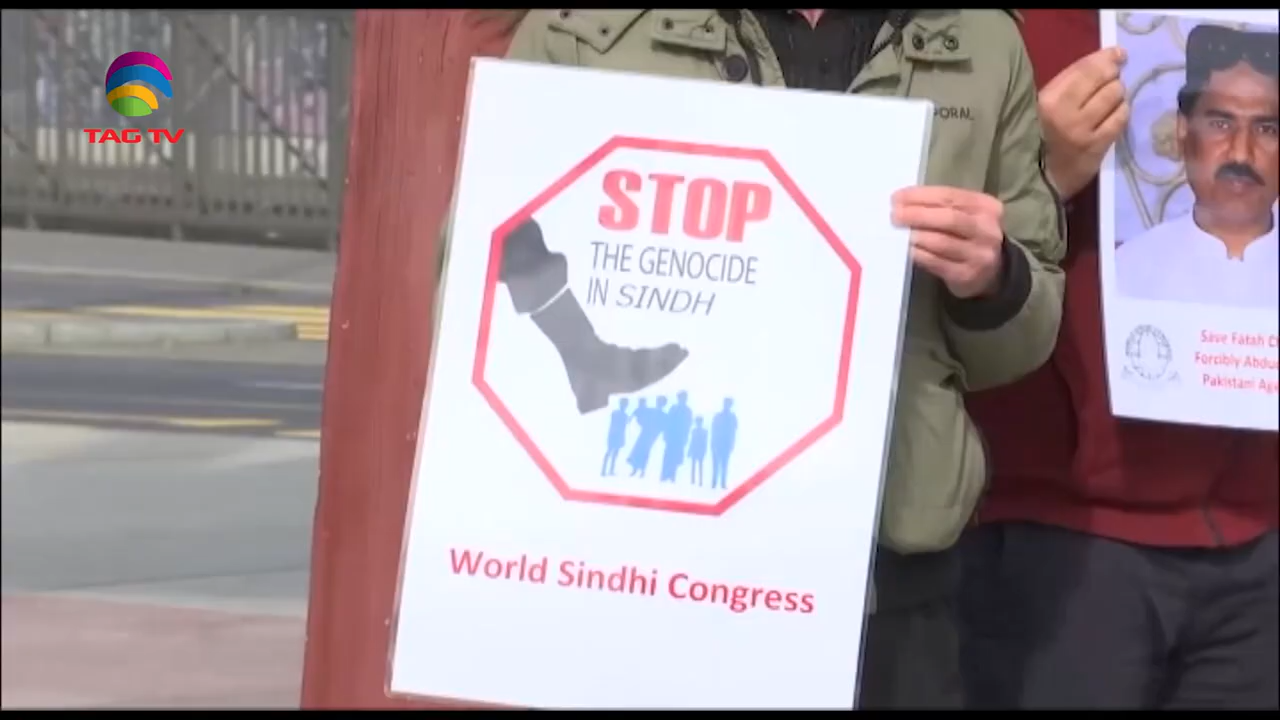 TAG TV
STOP
THE GENOCIDE
IN SINDH
World Sindhi Congress
Save Fatah
Forcibly
Pakistani